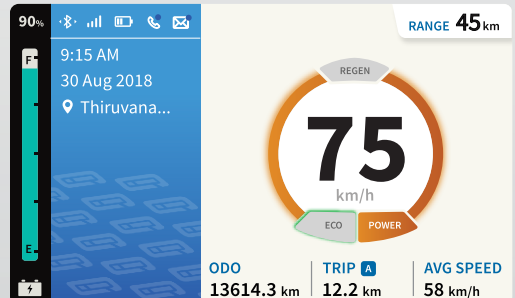 90%
F
E
9:15 AM
30 Aug 2018
Thiruvana...
RANGE 45 km
REGEN
75
km/h
ECO POWER
ODO
13614.3 km
TRIP A
12.2 km
AVG SPEED
58 km/h